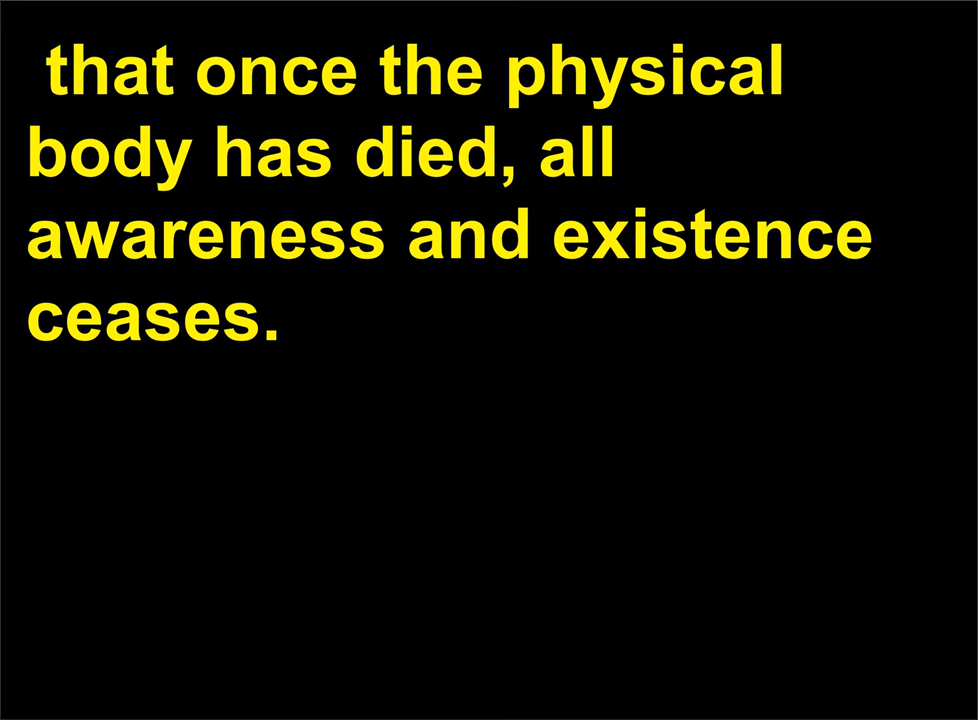 that once the physical
body has died, all
awareness and existence
ceases.